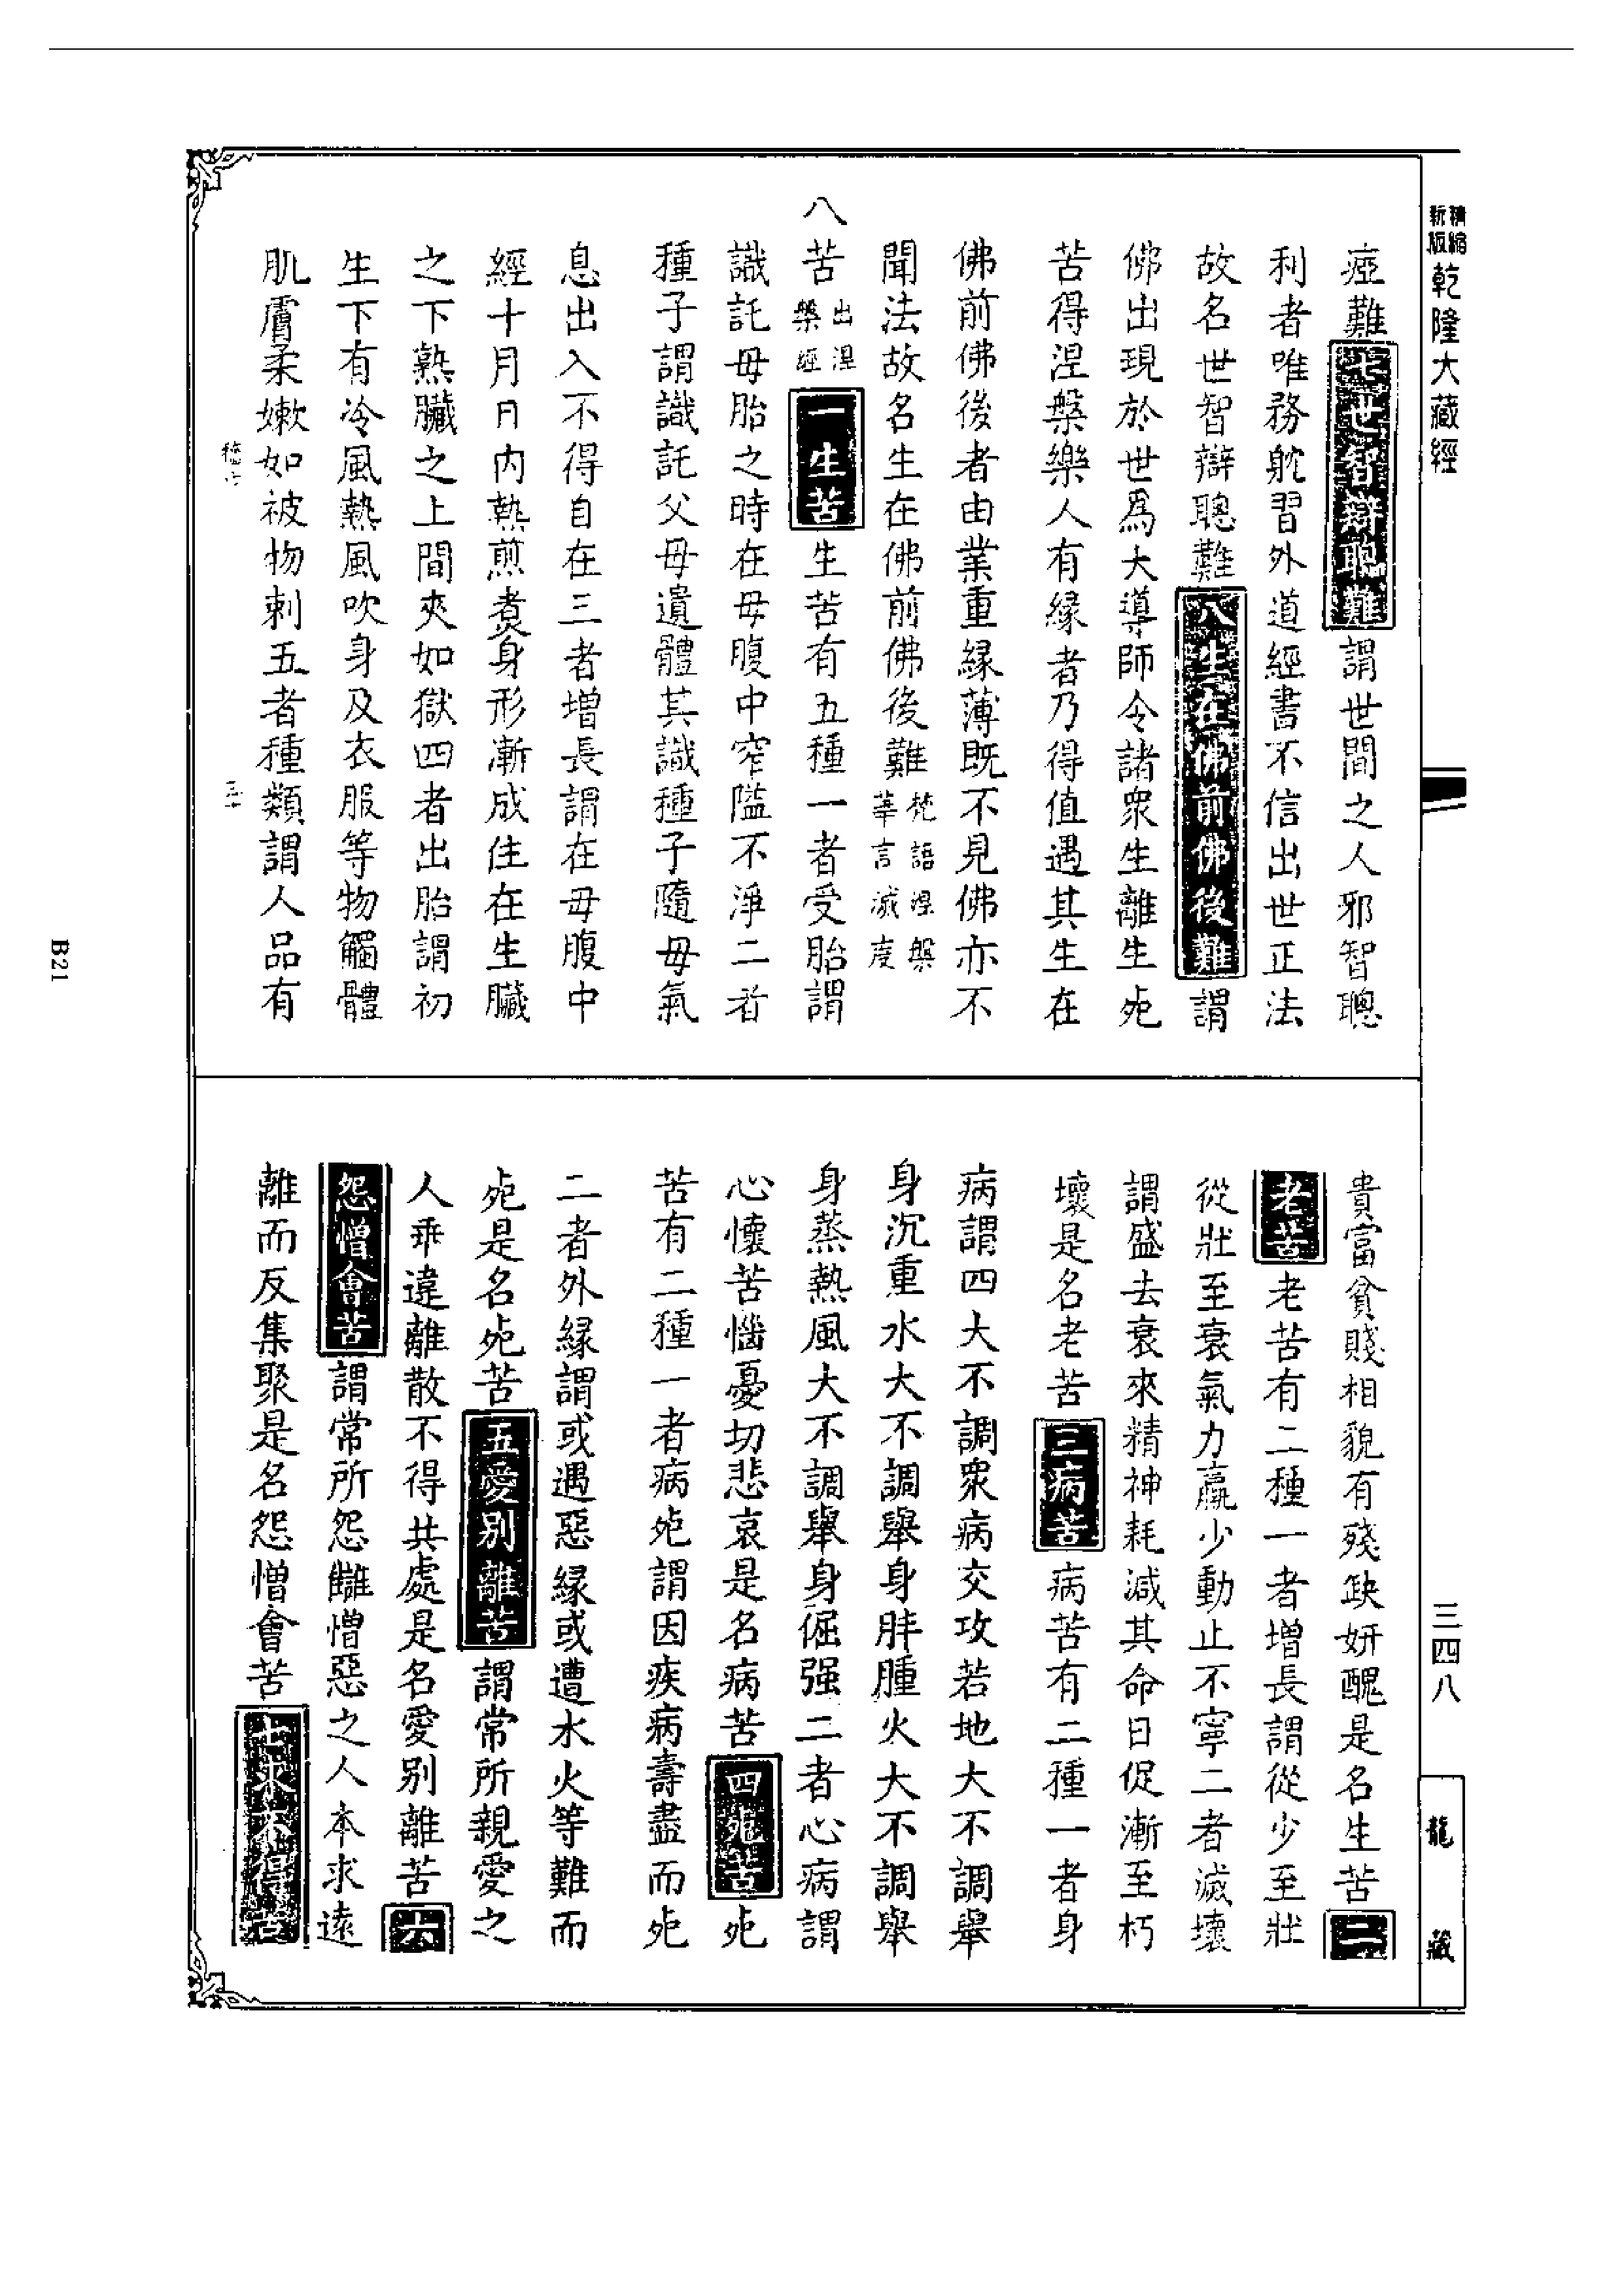 精縮新版乾隆大藏經
三四八
龍藏
瘂難七世智辯聰難謂世間之人邪智聰
利者唯務躭習外道經書不信出世正法
故名世智辯聰難八生在佛前佛後難謂
佛出現於世爲大導師令諸衆生離生死
苦得涅槃樂人有緣者乃得值遇其生在
佛前佛後者由業重緣薄既不見佛亦不
聞法故名生在佛前佛後難梵語涅槃華言滅度
八苦出涅槃經一生苦生苦有五種一者受胎謂
識託母胎之時在母腹中窄隘不淨二者
種子謂識託父母遺體其識種子隨母氣
息出入不得自在三者增長謂在母腹中
經十月日內熱煎煮身形漸成住在生臟
之下熟臟之上間夾如獄四者出胎謂初
生下有冷風熱風吹身及衣服等物觸體
肌膚柔嫩如被物刺五者種類謂人品有
貴富貧賤相貌有殘缺妍醜是名生苦二
老苦老苦有二種一者增長謂從少至壯
從壯至衰氣力羸少動止不寧二者滅壞
謂盛去衰來精神耗減其命日促漸至朽
壞是名老苦三病苦病苦有二種一者身
病謂四大不調衆病交攻若地大不調舉
身沉重水大不調舉身胖腫火大不調舉
身蒸熱風大不調舉身倔强二者心病謂
心懷苦惱憂切悲哀是名病苦四死苦死
苦有二種一者病死謂因疾病壽盡而死
二者外緣謂或遇惡緣或遭水火等難而
死是名死苦五愛別離苦謂常所親愛之
人乖違離散不得共處是名愛別離苦六
怨憎會苦謂常所怨讎憎惡之人本求遠
離而反集聚是名怨憎會苦七求不得苦
B21